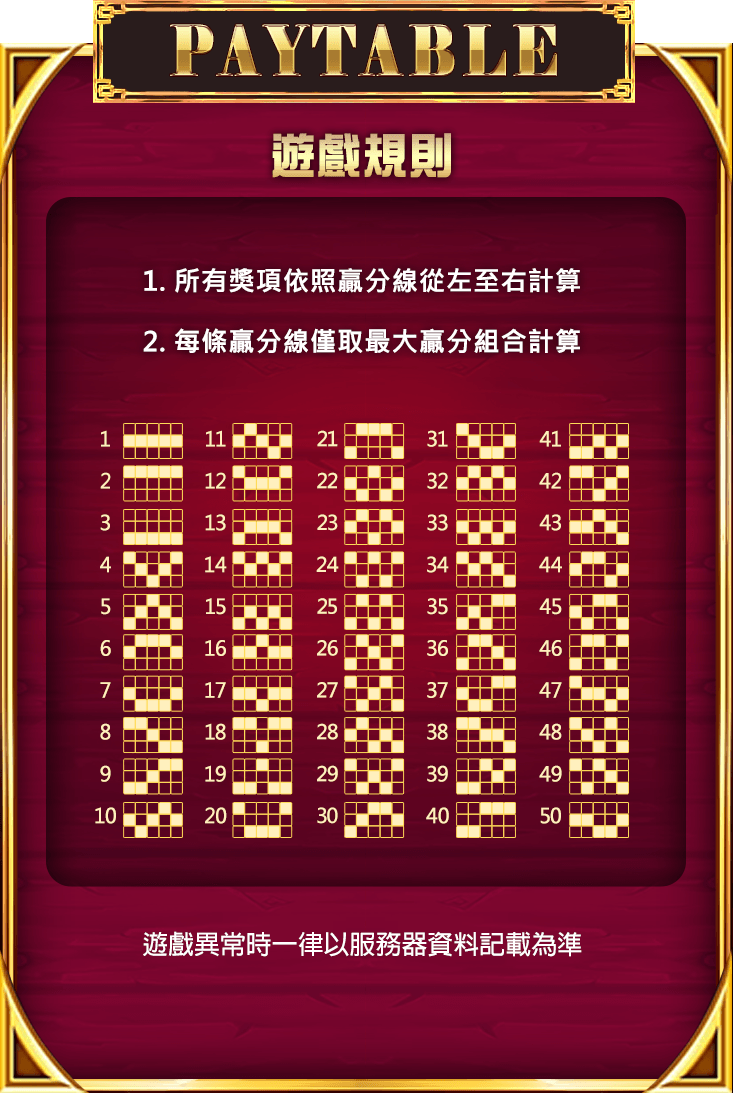 PAYTABLE
遊戲規則
1. 所有獎項依照贏分線從左至右計算
2. 每條贏分線僅取最大贏分組合計算
1 11 21 31 41
2 12 22 32 42
3 13 23 33 43
4 14 24 34 44
5 15 25 35 45
6 16 26 36 46
7 17 27 37 47
8 18 28 38 48
9 19 29 39 49
10 20 30 40 50
遊戲異常時一律以服務器資料記載為準